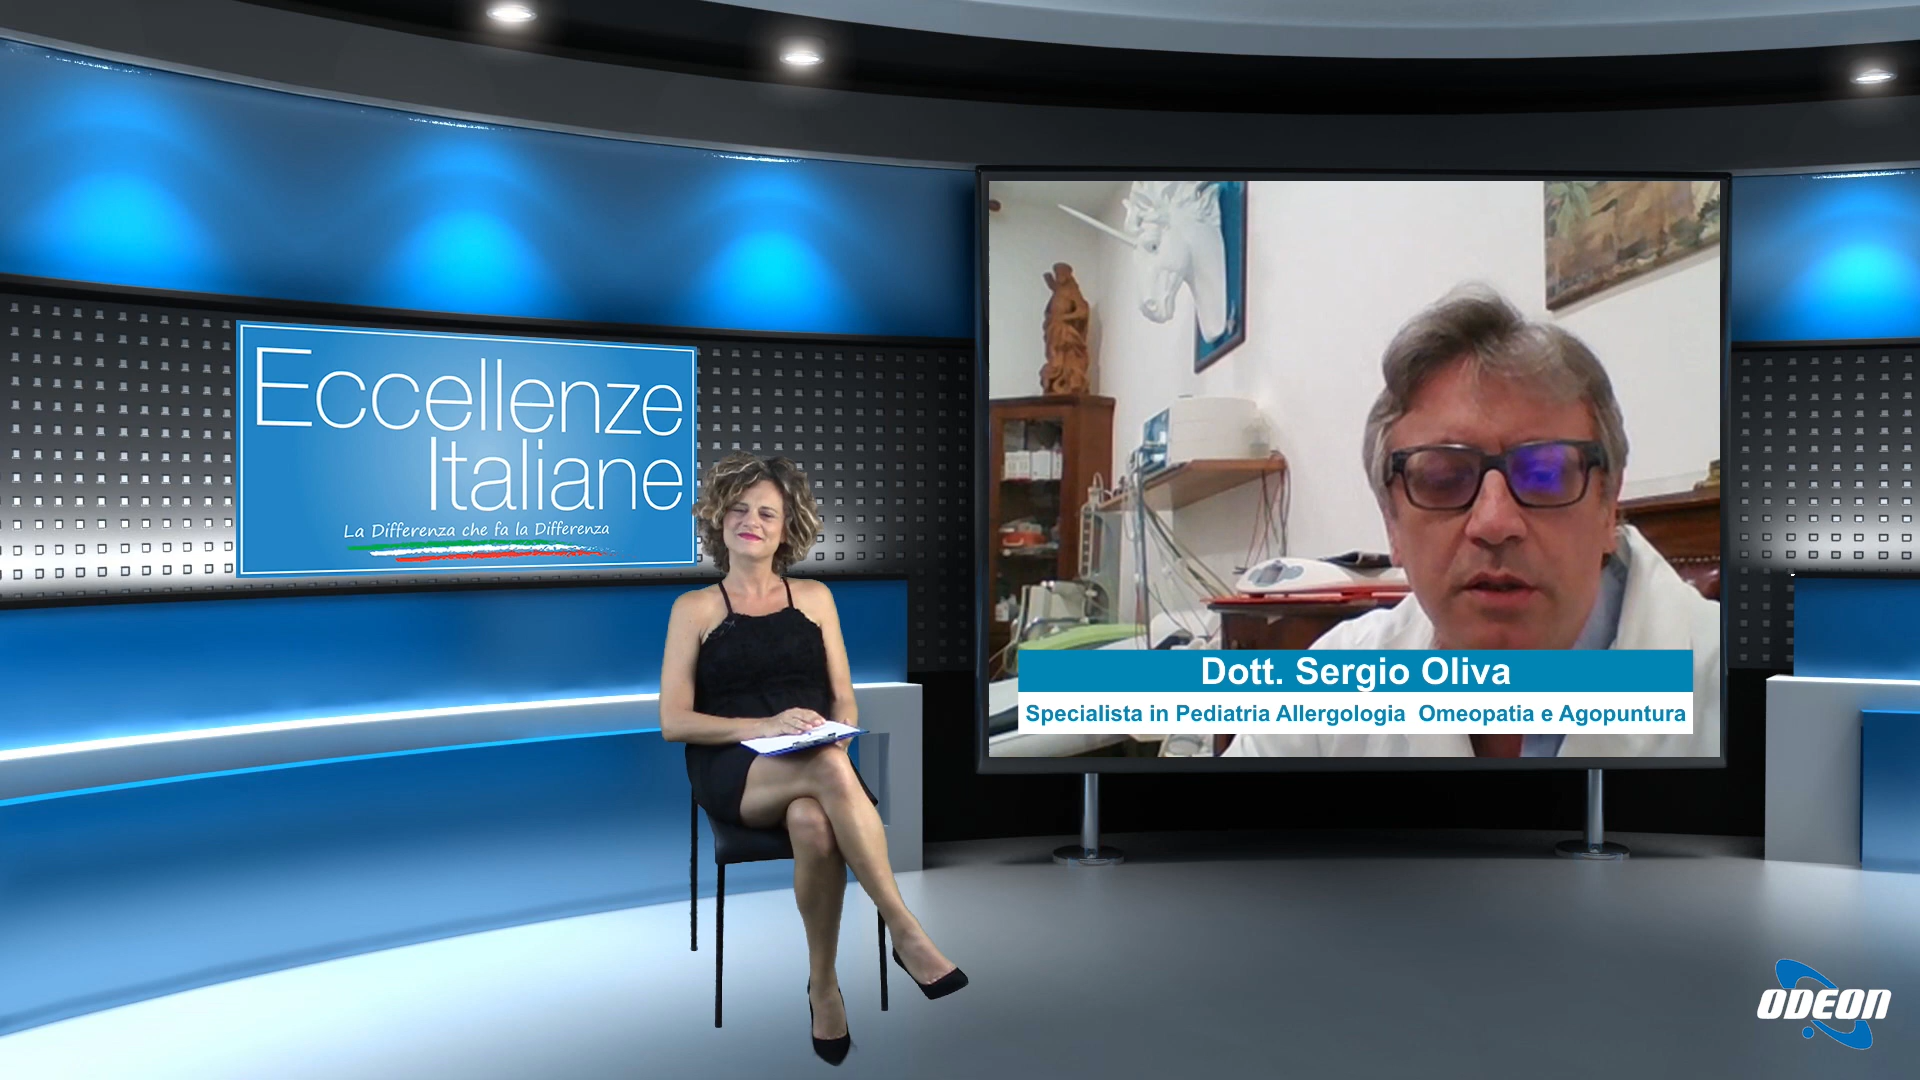 Eccellenze
Italiane
La Differenza che fa la Differenza
Dott. Sergio Oliva
Specialista in Pediatria Allergologia  Omeopatia e Agopuntura
ODEON